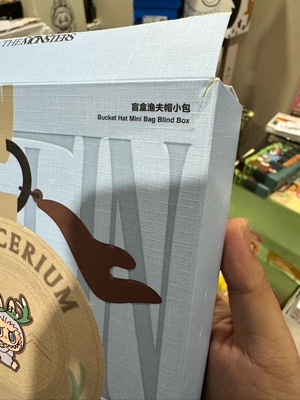 THE MONSTERS
盲盒渔夫帽小包
Bucket Hat Mini Bag Blind Box
CERIUM